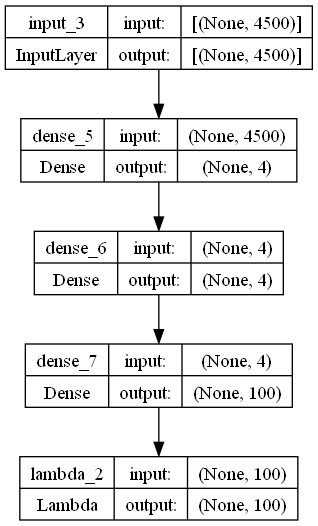 input_3 input: [(None, 4500)]
InputLayer output: [(None, 4500)]
dense_5 input: (None, 4500)
Dense output: (None, 4)
dense_6 input: (None, 4)
Dense output: (None, 4)
dense_7 input: (None, 4)
Dense output: (None, 100)
lambda_2 input: (None, 100)
Lambda output: (None, 100)